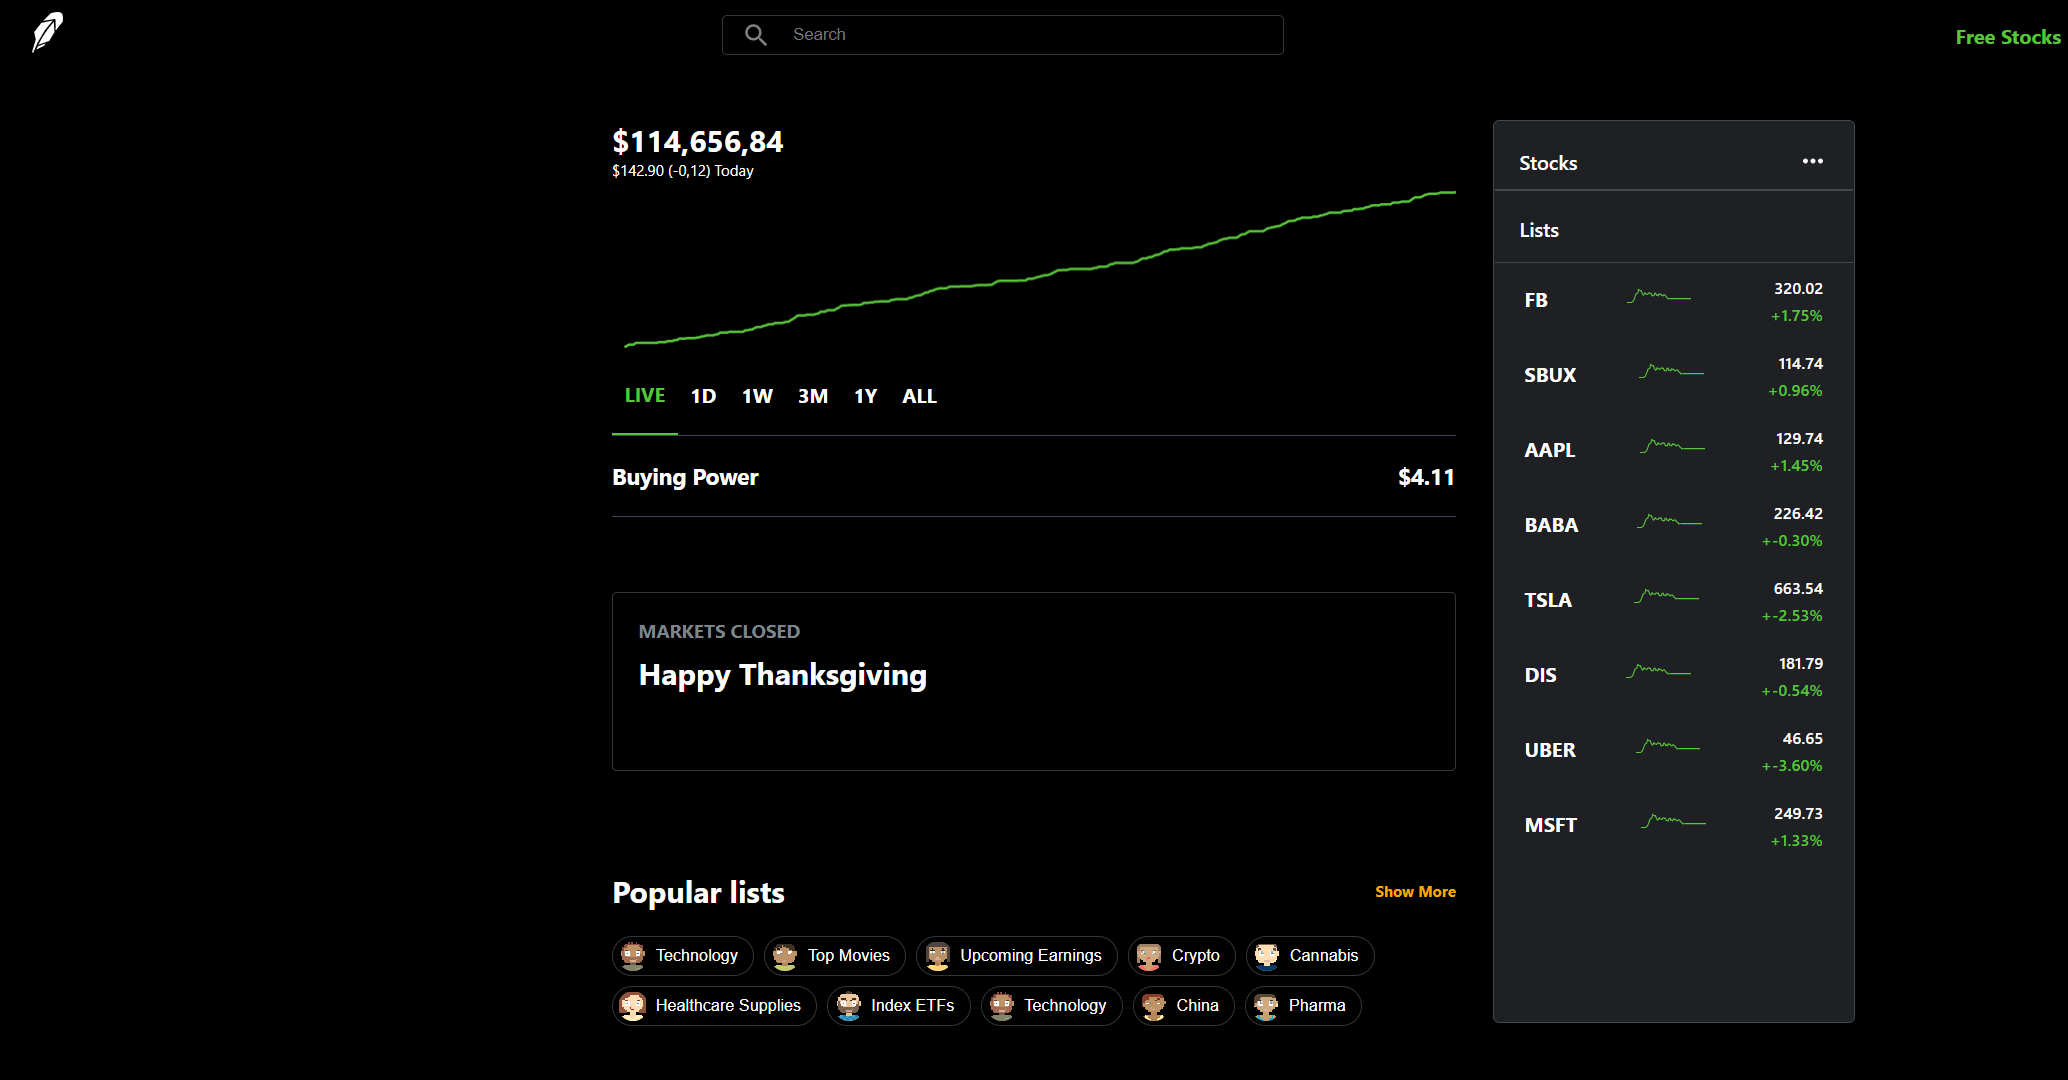 Search
Free Stocks
$114,656,84
$142.90 (-0,12) Today
LIVE 1D 1W 3M 1Y ALL
Buying Power $4.11
MARKETS CLOSED
Happy Thanksgiving
Popular lists Show More
Technology Top Movies Upcoming Earnings Crypto Cannabis
Healthcare Supplies Index ETFs Technology China Pharma
Stocks
Lists
FB 320.02
+1.75%
SBUX 114.74
+0.96%
AAPL 129.74
+1.45%
BABA 226.42
+-0.30%
TSLA 663.54
+-2.53%
DIS 181.79
+-0.54%
UBER 46.65
+-3.60%
MSFT 249.73
+1.33%